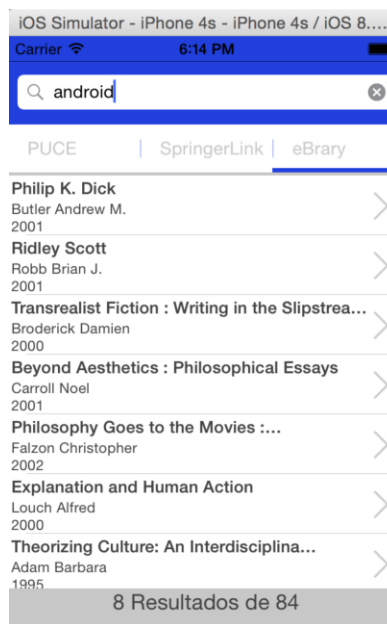 iOS Simulator - iPhone 4s - iPhone 4s / iOS 8....
Carrier 6:14 PM
android
PUCE SpringerLink eBrary
Philip K. Dick
Butler Andrew M.
2001
Ridley Scott
Robb Brian J.
2001
Transrealist Fiction : Writing in the Slipstrea...
Broderick Damien
2000
Beyond Aesthetics : Philosophical Essays
Carroll Noel
2001
Philosophy Goes to the Movies :...
Falzon Christopher
2002
Explanation and Human Action
Louch Alfred
2000
Theorizing Culture: An Interdisciplina...
Adam Barbara
1995
8 Resultados de 84